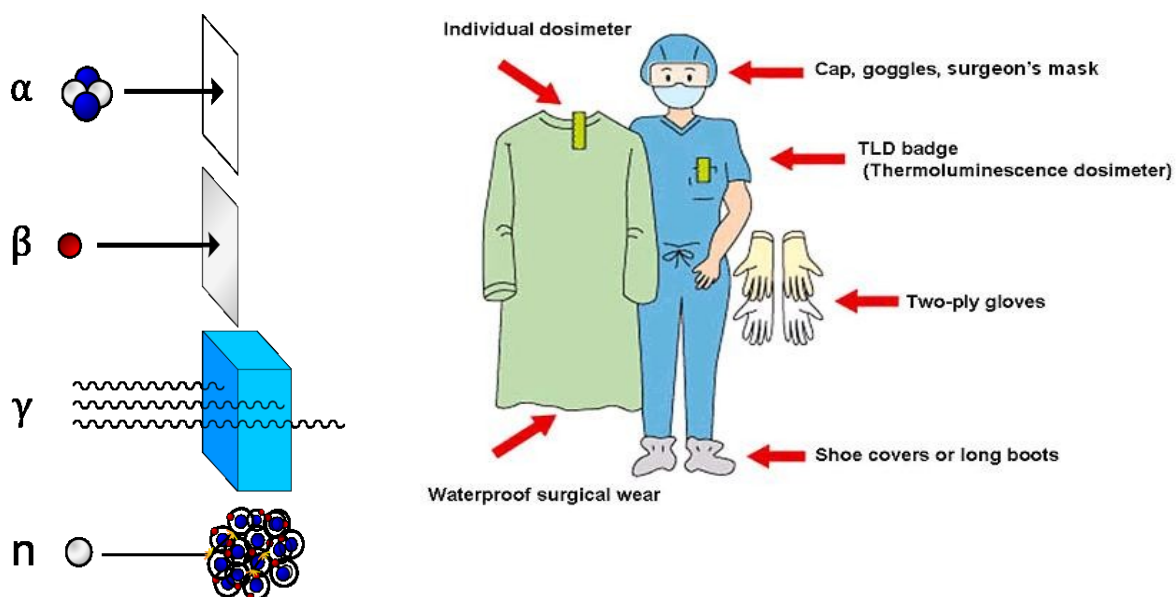 α
β
γ
n
Individual dosimeter
Cap, goggles, surgeon's mask
TLD badge
(Thermoluminescence dosimeter)
Two-ply gloves
Shoe covers or long boots
Waterproof surgical wear